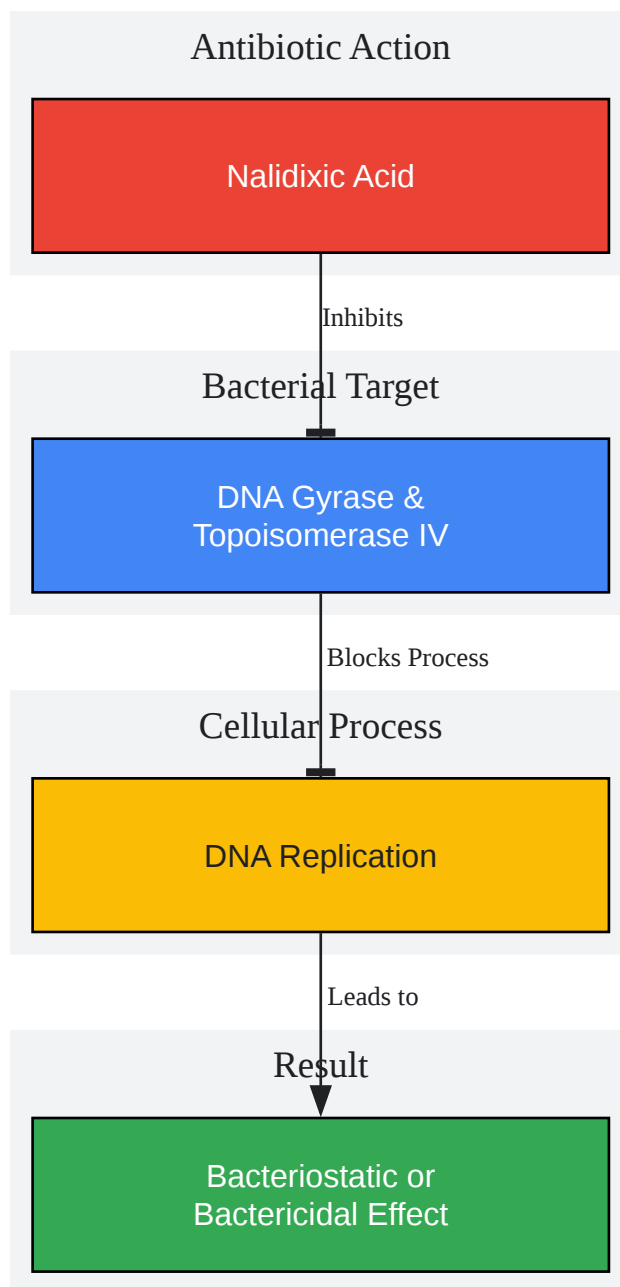 Antibiotic Action
Nalidixic Acid
Inhibits
Bacterial Target
DNA Gyrase &
Topoisomerase IV
Blocks Process
Cellular Process
DNA Replication
Leads to
Result
Bacteriostatic or
Bactericidal Effect